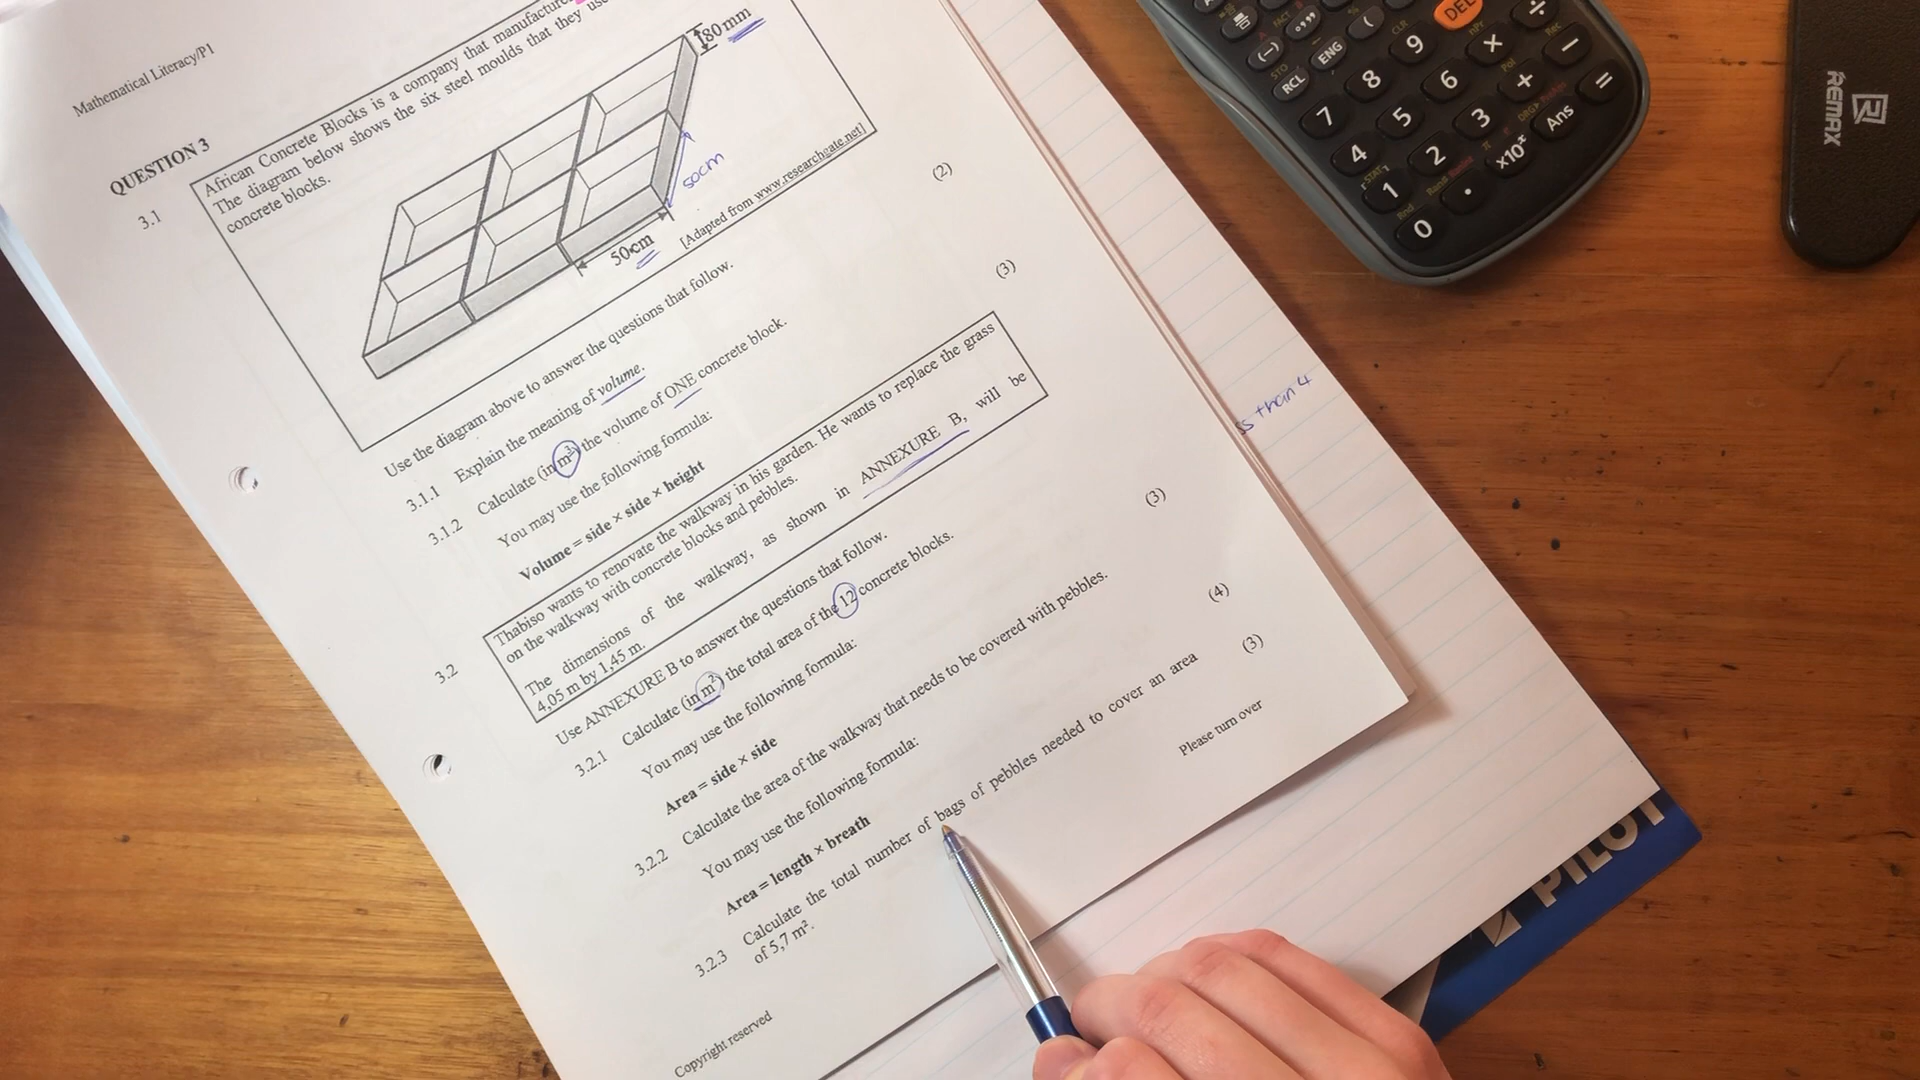 Mathematical Literacy/P1
QUESTION 3
3.1
African Concrete Blocks is a company that
The diagram below shows the six steel moulds that they use
concrete blocks.
180 mm
50cm
50cm
[Adapted from www.researchgate.net]
Use the diagram above to answer the questions that follow.
3.1.1 Explain the meaning of volume. (2)
3.1.2 Calculate (in m³) the volume of ONE concrete block. (3)
You may use the following formula:
Volume = side × side × height
3.2
Thabiso wants to renovate the walkway in his garden. He wants to replace the grass
on the walkway with concrete blocks and pebbles.
The dimensions of the walkway, as shown in ANNEXURE B, will be
4,05 m by 1,45 m.
Use ANNEXURE B to answer the questions that follow.
3.2.1 Calculate (in m²) the total area of the 12 concrete blocks. (3)
You may use the following formula:
Area = side × side
3.2.2 Calculate the area of the walkway that needs to be covered with pebbles. (4)
You may use the following formula:
Area = length × breath
3.2.3 Calculate the total number of bags of pebbles needed to cover an area (3)
of 5,7 m².
Copyright reserved
Please turn over
than 4
PILOT
REMAX
DEL
RCL
ENG
7 8 9
4 5 6 × ÷
1 2 3 + −
0 . ×10ˣ Ans =